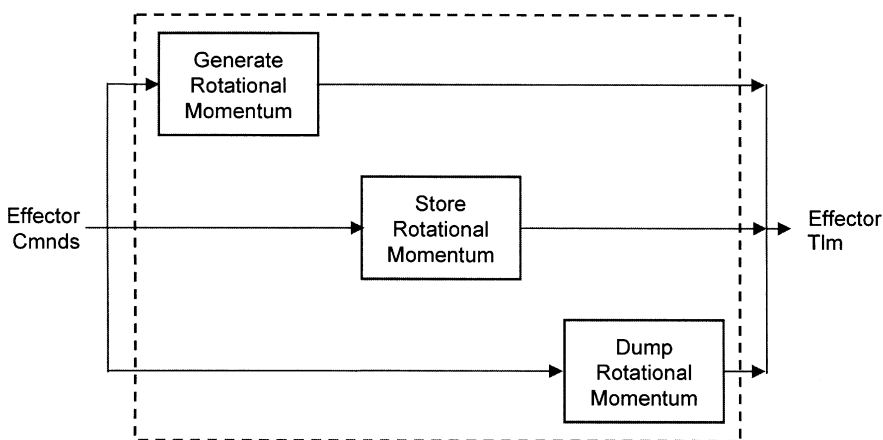 Generate
Rotational
Momentum
Effector
Cmnds
Store
Rotational
Momentum
Effector
Tlm
Dump
Rotational
Momentum